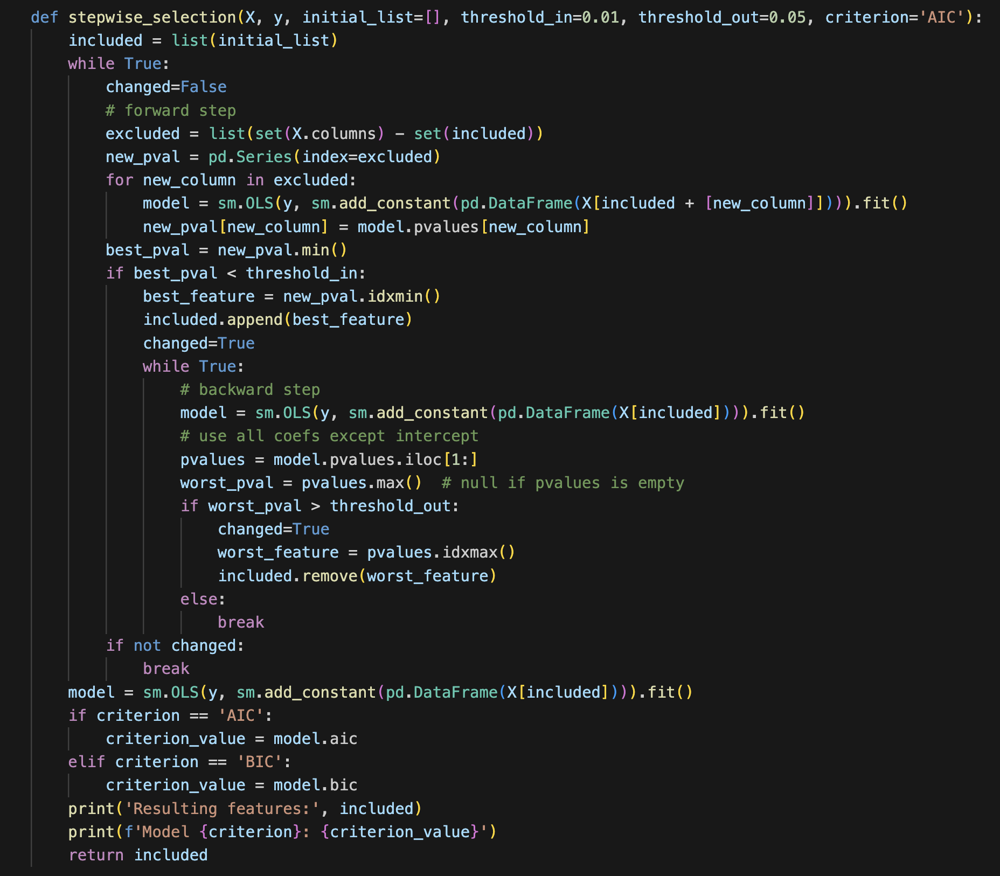 def stepwise_selection(X, y, initial_list=[], threshold_in=0.01, threshold_out=0.05, criterion='AIC'):
    included = list(initial_list)
    while True:
        changed=False
        # forward step
        excluded = list(set(X.columns) - set(included))
        new_pval = pd.Series(index=excluded)
        for new_column in excluded:
            model = sm.OLS(y, sm.add_constant(pd.DataFrame(X[included + [new_column]]))).fit()
            new_pval[new_column] = model.pvalues[new_column]
        best_pval = new_pval.min()
        if best_pval < threshold_in:
            best_feature = new_pval.idxmin()
            included.append(best_feature)
            changed=True
            while True:
                # backward step
                model = sm.OLS(y, sm.add_constant(pd.DataFrame(X[included]))).fit()
                # use all coefs except intercept
                pvalues = model.pvalues.iloc[1:]
                worst_pval = pvalues.max()  # null if pvalues is empty
                if worst_pval > threshold_out:
                    changed=True
                    worst_feature = pvalues.idxmax()
                    included.remove(worst_feature)
                else:
                    break
        if not changed:
            break
    model = sm.OLS(y, sm.add_constant(pd.DataFrame(X[included]))).fit()
    if criterion == 'AIC':
        criterion_value = model.aic
    elif criterion == 'BIC':
        criterion_value = model.bic
    print('Resulting features:', included)
    print(f'Model {criterion}: {criterion_value}')
    return included